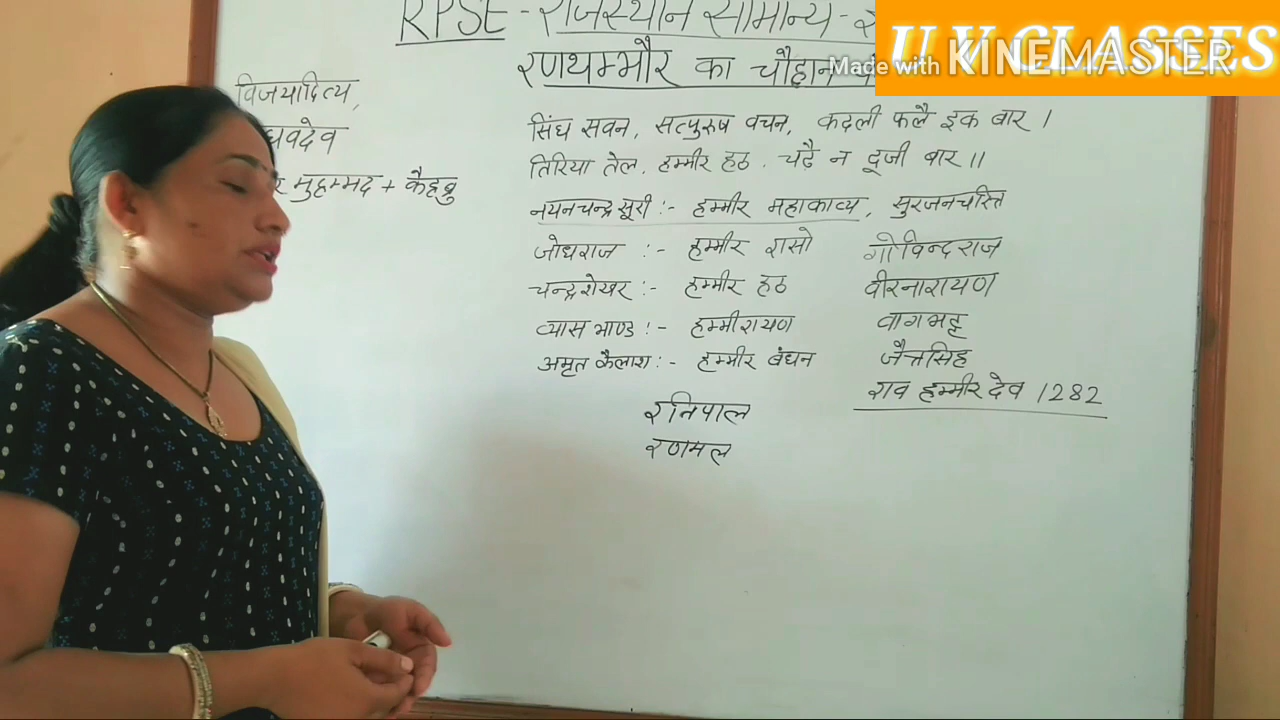 RPSE - राजस्थान सामान्य -
U V CLASSES
Made with KINEMASTER
रणथम्भौर का चौहान
विजयादित्य,
सिंघ सवन, सत्पुरुष वचन, कदली फलै इक बार ।
तिरिया तेल, हम्मीर हठ, चढ़ै न दूजी बार ॥
मुहम्मद + कैहब्रु
नयनचन्द्र सूरी :- हम्मीर महाकाव्य, सुरजनचरित
जोधराज :- हम्मीर रासो
गोविन्दराज
चन्द्रशेखर :- हम्मीर हठ
वीरनारायण
व्यास भाण्ड :- हम्मीरायण
वागभट्ट
अमृत कैलाश :- हम्मीर बंधन
जैत्रसिंह
राव हम्मीर देव 1282
रतिपाल
रणमल